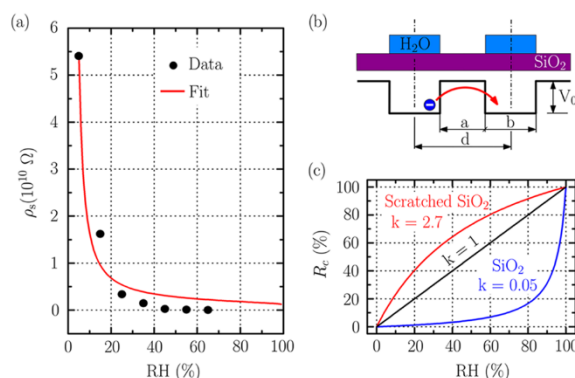 (a)
6
5
4
3
2
1
0
Data
Fit
ρs(10^10 Ω)
0 20 40 60 80 100
RH (%)
(b)
H2O
SiO2
V0
a b
d
(c)
100
80
60
40
20
0
Rc (%)
Scratched SiO2
k = 2.7
k = 1
SiO2
k = 0.05
0 20 40 60 80 100
RH (%)